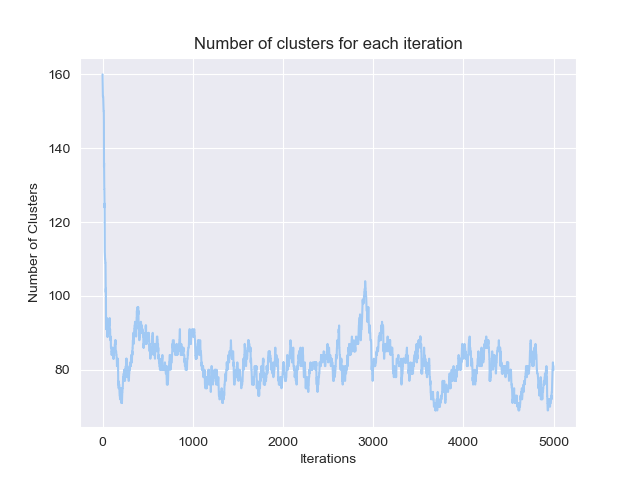 Number of clusters for each iteration
160
140
120
100
80
Number of Clusters
0 1000 2000 3000 4000 5000
Iterations